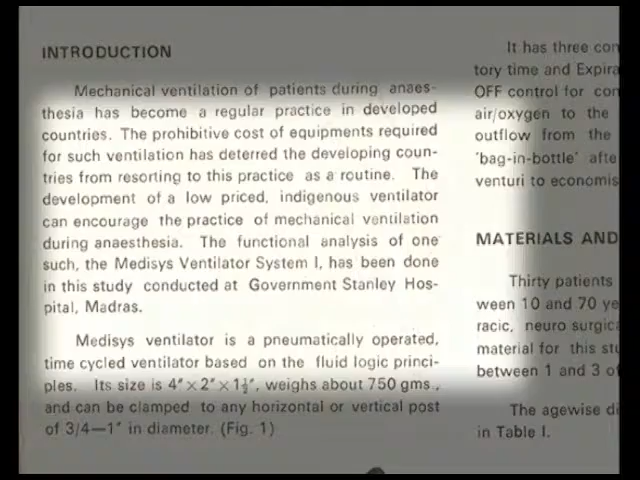 INTRODUCTION
Mechanical ventilation of patients during anaes-
thesia has become a regular practice in developed
countries. The prohibitive cost of equipments required
for such ventilation has deterred the developing coun-
tries from resorting to this practice as a routine. The
development of a low priced, indigenous ventilator
can encourage the practice of mechanical ventilation
during anaesthesia. The functional analysis of one
such, the Medisys Ventilator System I, has been done
in this study conducted at Government Stanley Hos-
pital, Madras.
Medisys ventilator is a pneumatically operated,
time cycled ventilator based on the fluid logic princi-
ples. Its size is 4″×2″×1½″, weighs about 750 gms.,
and can be clamped to any horizontal or vertical post
of 3/4—1″ in diameter. (Fig. 1)
It has three con
tory time and Expira
OFF control for con
air/oxygen to the
outflow from the
'bag-in-bottle' afte
venturi to economis
MATERIALS AND
Thirty patients
ween 10 and 70 ye
racic, neuro surgica
material for this stu
between 1 and 3 o
The agewise di
in Table I.